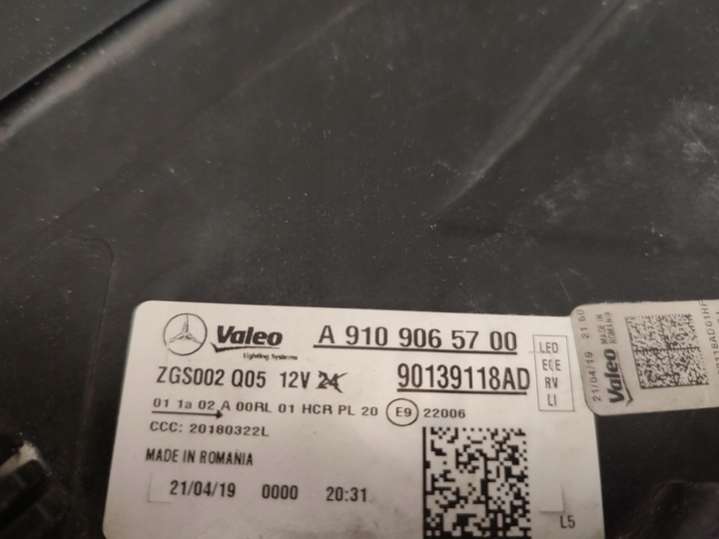 Valeo
Lighting Systems
A 910 906 57 00
ZGS002 Q05 12V 24
90139118AD
LED
ECE
RV
LI
01 1a 02 A 00RL 01 HCR PL 20 E9 22006
CCC: 20180322L
MADE IN ROMANIA
21/04/19 0000 20:31
L5
21/04/19
Valeo
MADE IN
ROMANIA